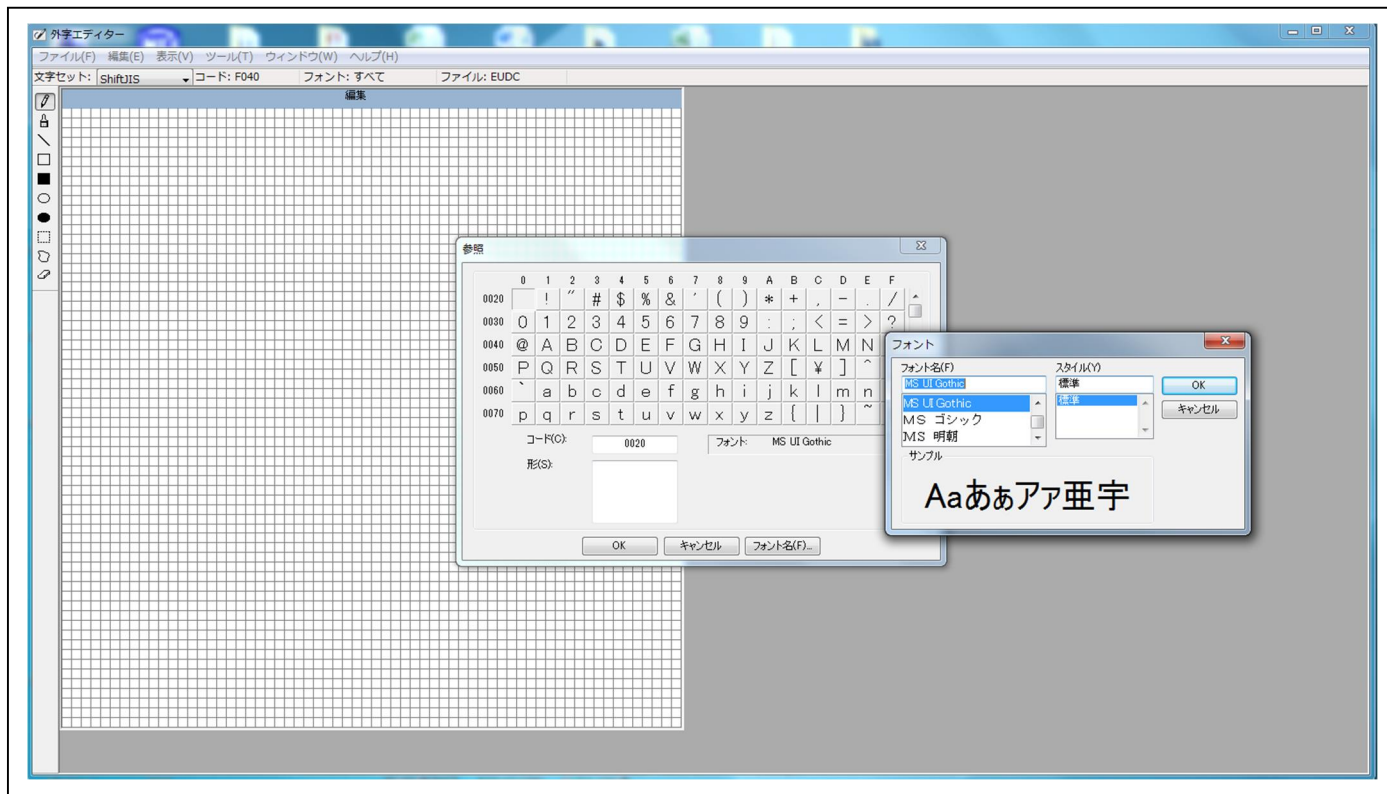 外字エディター
ファイル(F) 編集(E) 表示(V) ツール(T) ウィンドウ(W) ヘルプ(H)
文字セット: ShiftJIS コード: F040 フォント: すべて ファイル: EUDC
編集
参照
0 1 2 3 4 5 6 7 8 9 A B C D E F
0020 ! " # $ % & ' ( ) * + , - . /
0030 0 1 2 3 4 5 6 7 8 9 : ; < = > ?
0040 @ A B C D E F G H I J K L M N
0050 P Q R S T U V W X Y Z [ ¥ ] ^
0060 ` a b c d e f g h i j k l m n
0070 p q r s t u v w x y z { | } ~
コード(C): 0020 フォント: MS UI Gothic
形(S):
OK キャンセル フォント名(F)...
フォント
フォント名(F) スタイル(Y)
MS UI Gothic 標準 OK
MS UI Gothic 標準 キャンセル
MS ゴシック
MS 明朝
サンプル
Aaあぁアァ亜宇